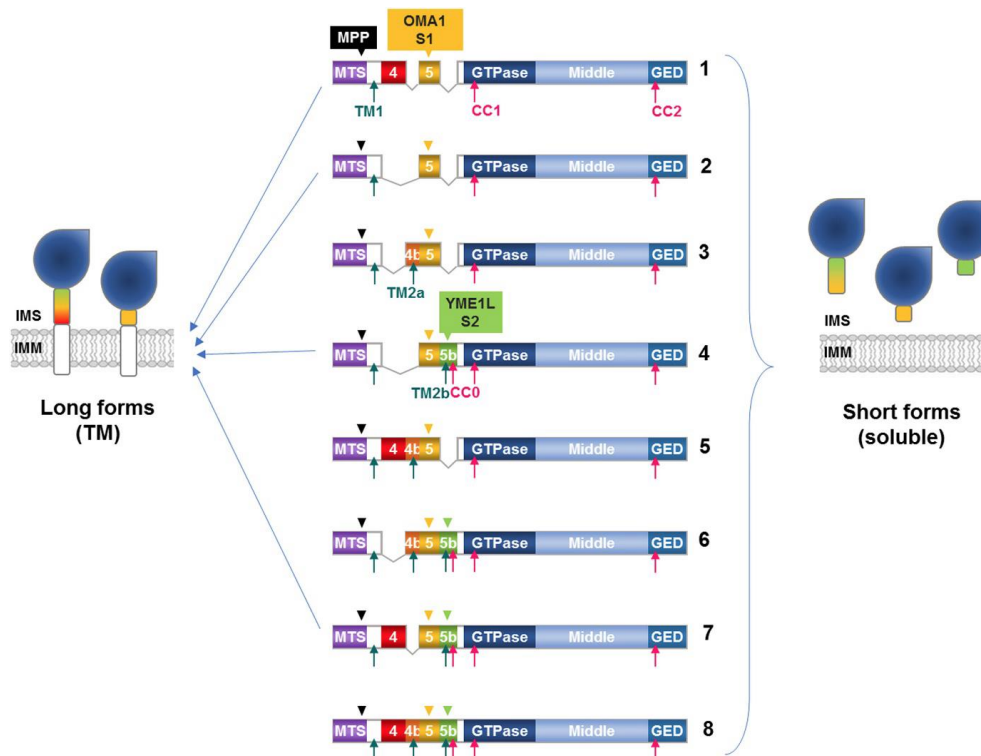 MPP
OMA1
S1
MTS 4 5 GTPase Middle GED 1
TM1 CC1 CC2
MTS 5 GTPase Middle GED 2
MTS 4b 5 GTPase Middle GED 3
TM2a
YME1L
S2
MTS 5 5b GTPase Middle GED 4
TM2b CC0
MTS 4 4b 5 GTPase Middle GED 5
MTS 4b 5 5b GTPase Middle GED 6
MTS 4 5 5b GTPase Middle GED 7
MTS 4 4b 5 5b GTPase Middle GED 8
IMS
IMM
Long forms
(TM)
IMS
IMM
Short forms
(soluble)